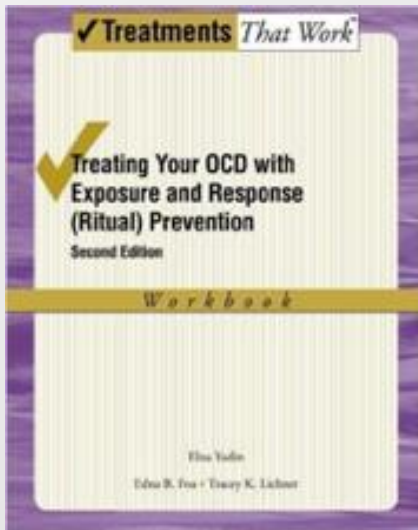 ✓Treatments That Work™
Treating Your OCD with
Exposure and Response
(Ritual) Prevention
Second Edition
Workbook
Elna Yadin
Edna B. Foa • Tracey K. Lichner